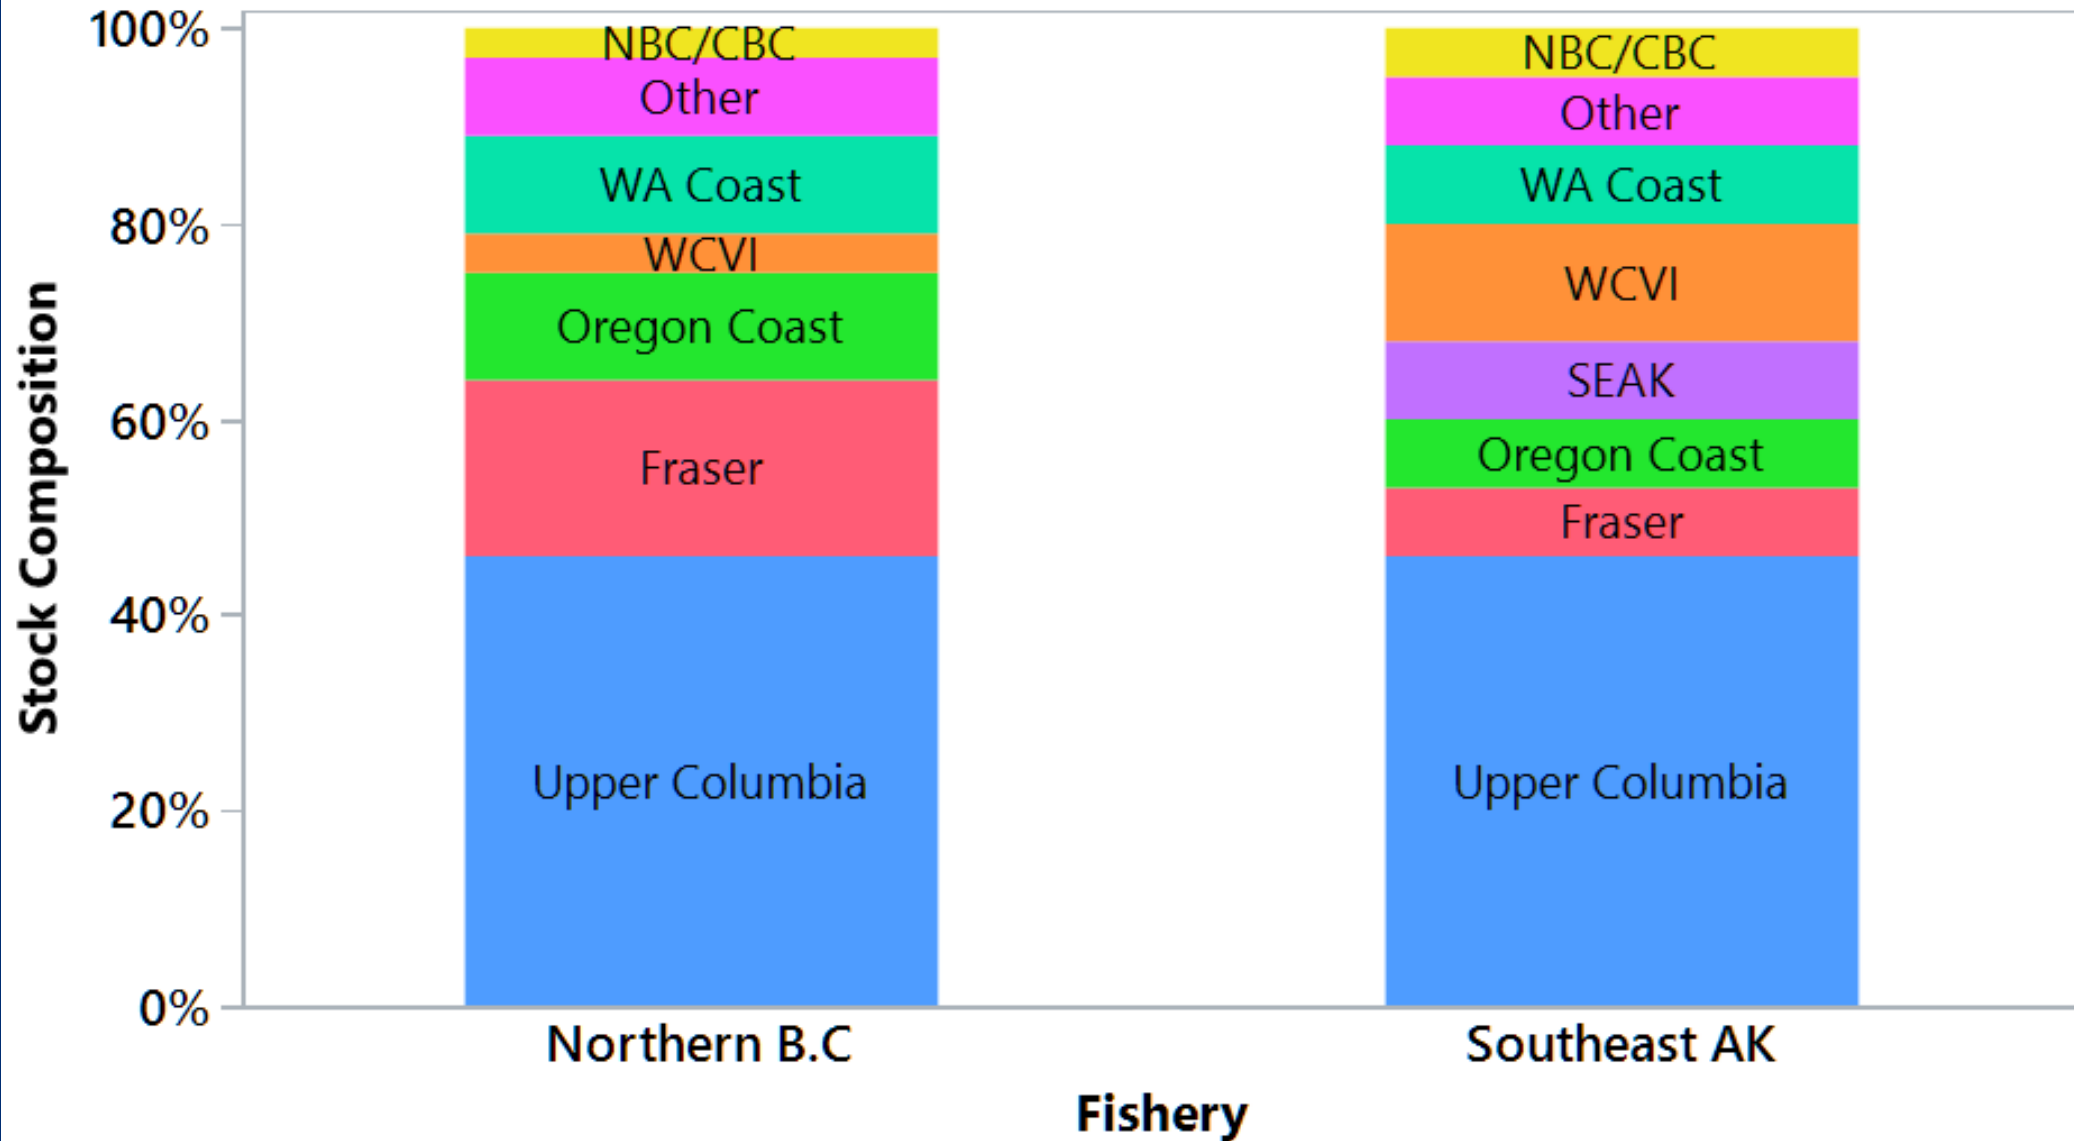 Stock Composition
100%
80%
60%
40%
20%
0%
NBC/CBC
Other
WA Coast
WCVI
Oregon Coast
Fraser
Upper Columbia
NBC/CBC
Other
WA Coast
WCVI
SEAK
Oregon Coast
Fraser
Upper Columbia
Northern B.C
Southeast AK
Fishery